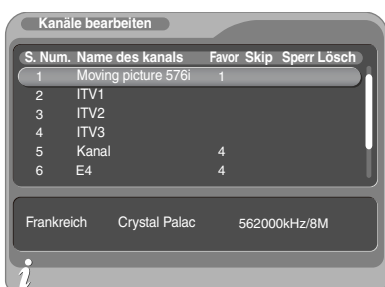 Kanäle bearbeiten
S. Num. Name des kanals Favor Skip Sperr Lösch
1 Moving picture 576i 1
2 ITV1
3 ITV2
4 ITV3
5 Kanal 4
6 E4 4
Frankreich Crystal Palac 562000kHz/8M
i